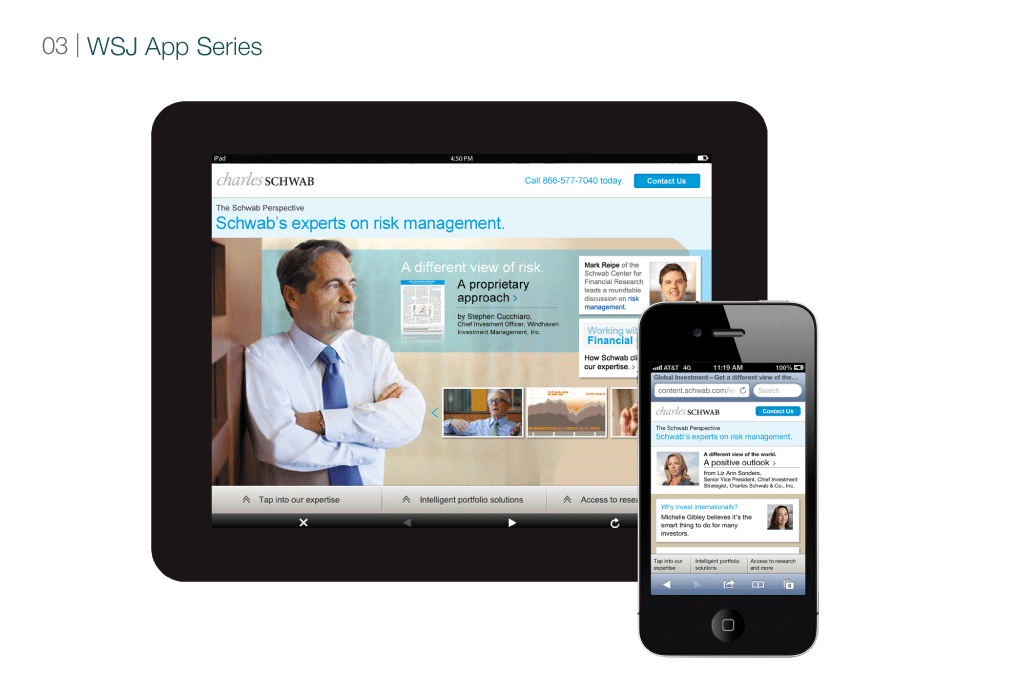 03 | WSJ App Series
iPad
4:50 PM
charles SCHWAB
Call 866-577-7040 today.
Contact Us
The Schwab Perspective
Schwab's experts on risk management.
A different view of risk.
A proprietary
approach ›
by Stephen Cucchiaro,
Chief Invesment Officer, Windhaven
Investment Management, Inc.
Mark Reipe of the
Schwab Center for
Financial Research
leads a roundtable
discussion on risk
management.
Working wit
Financial
How Schwab cli
our expertise. ›
Tap into our expertise
Intelligent portfolio solutions
Access to resea
AT&T 4G
11:19 AM
100%
Global Investment – Get a different view of the...
content.schwab.com/w
Search
charles SCHWAB
Contact Us
The Schwab Perspective
Schwab's experts on risk management.
A different view of the world.
A positive outlook ›
from Liz Ann Sonders,
Senior Vice President, Chief Investment
Strategist, Charles Schwab & Co., Inc.
Why invest internationally?
Michelle Gibley believes it's the
smart thing to do for many
investors.
Tap into our
expertise
Intelligent portfolio
solutions
Access to research
and more